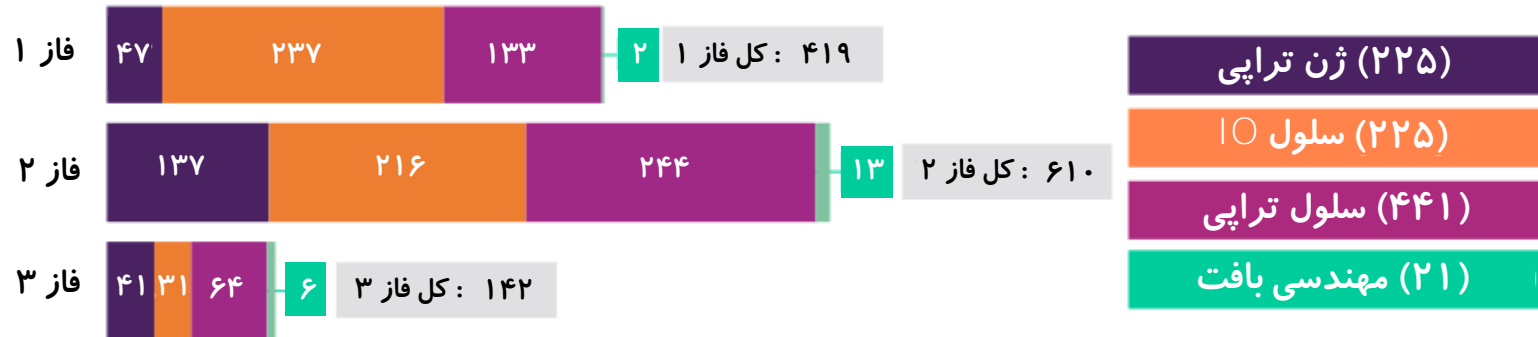 فاز ۱
۴۷
۲۳۷
۱۳۳
۲
۴۱۹ : کل فاز ۱
فاز ۲
۱۳۷
۲۱۶
۲۴۴
۱۳
۶۱۰ : کل فاز ۲
فاز ۳
۴۱
۳۱
۶۴
۶
۱۴۲ : کل فاز ۳
(۲۲۵) ژن تراپی
(۲۲۵) سلول IO
(۴۴۱) سلول تراپی
(۲۱) مهندسی بافت